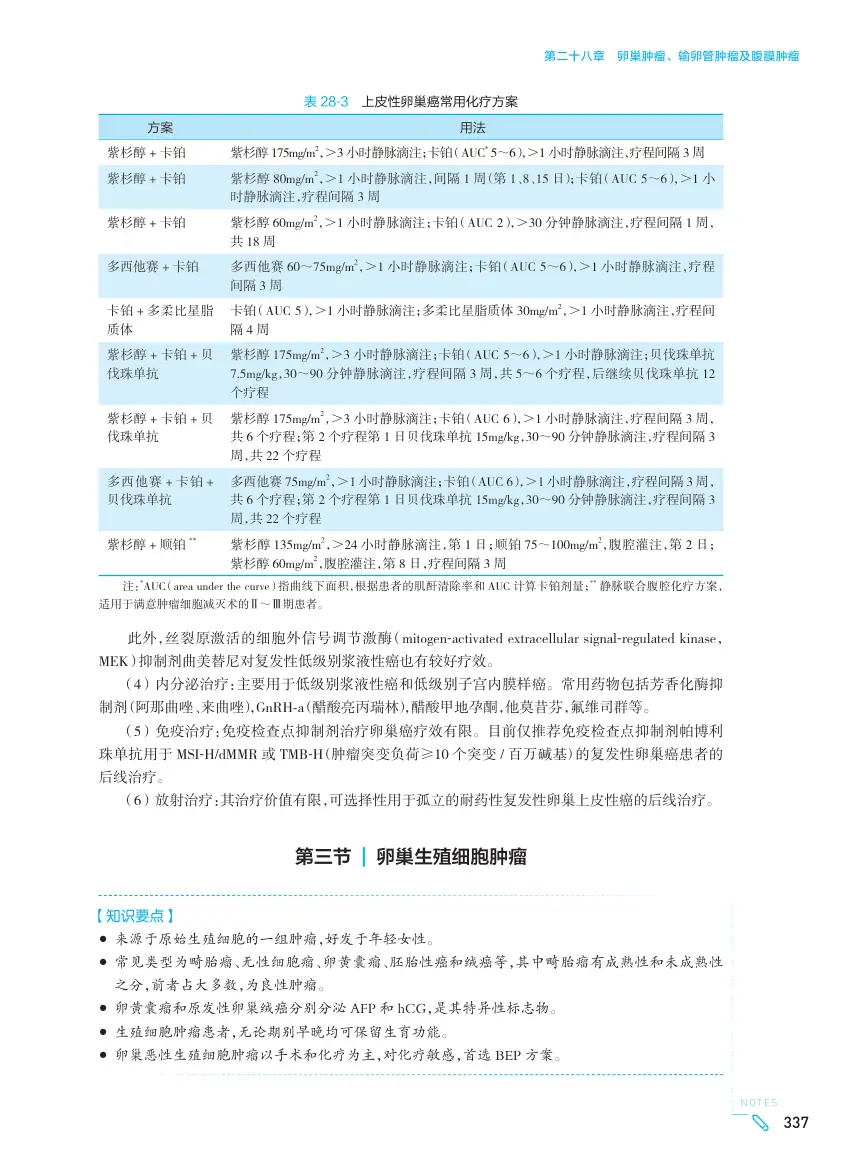 第二十八章 卵巢肿瘤、输卵管肿瘤及腹膜肿瘤
表 28-3 上皮性卵巢癌常用化疗方案
方案 用法
紫杉醇 + 卡铂 紫杉醇 175mg/m²，＞3 小时静脉滴注；卡铂（AUC* 5～6），＞1 小时静脉滴注，疗程间隔 3 周
紫杉醇 + 卡铂 紫杉醇 80mg/m²，＞1 小时静脉滴注，间隔 1 周（第 1、8、15 日）；卡铂（AUC 5～6），＞1 小
时静脉滴注，疗程间隔 3 周
紫杉醇 + 卡铂 紫杉醇 60mg/m²，＞1 小时静脉滴注；卡铂（AUC 2），＞30 分钟静脉滴注，疗程间隔 1 周，
共 18 周
多西他赛 + 卡铂 多西他赛 60～75mg/m²，＞1 小时静脉滴注；卡铂（AUC 5～6），＞1 小时静脉滴注，疗程
间隔 3 周
卡铂 + 多柔比星脂 卡铂（AUC 5），＞1 小时静脉滴注；多柔比星脂质体 30mg/m²，＞1 小时静脉滴注，疗程间
质体 隔 4 周
紫杉醇 + 卡铂 + 贝 紫杉醇 175mg/m²，＞3 小时静脉滴注；卡铂（AUC 5～6），＞1 小时静脉滴注；贝伐珠单抗
伐珠单抗 7.5mg/kg，30～90 分钟静脉滴注，疗程间隔 3 周，共 5～6 个疗程，后继续贝伐珠单抗 12
个疗程
紫杉醇 + 卡铂 + 贝 紫杉醇 175mg/m²，＞3 小时静脉滴注；卡铂（AUC 6），＞1 小时静脉滴注，疗程间隔 3 周，
伐珠单抗 共 6 个疗程；第 2 个疗程第 1 日贝伐珠单抗 15mg/kg，30～90 分钟静脉滴注，疗程间隔 3
周，共 22 个疗程
多西他赛 + 卡铂 + 多西他赛 75mg/m²，＞1 小时静脉滴注；卡铂（AUC 6），＞1 小时静脉滴注，疗程间隔 3 周，
贝伐珠单抗 共 6 个疗程；第 2 个疗程第 1 日贝伐珠单抗 15mg/kg，30～90 分钟静脉滴注，疗程间隔 3
周，共 22 个疗程
紫杉醇 + 顺铂** 紫杉醇 135mg/m²，＞24 小时静脉滴注，第 1 日；顺铂 75～100mg/m²，腹腔灌注，第 2 日；
紫杉醇 60mg/m²，腹腔灌注，第 8 日，疗程间隔 3 周
注：*AUC（area under the curve）指曲线下面积，根据患者的肌酐清除率和 AUC 计算卡铂剂量；** 静脉联合腹腔化疗方案，
适用于满意肿瘤细胞减灭术的Ⅱ～Ⅲ期患者。
此外，丝裂原激活的细胞外信号调节激酶（mitogen-activated extracellular signal-regulated kinase，
MEK）抑制剂曲美替尼对复发性低级别浆液性癌也有较好疗效。
（4）内分泌治疗：主要用于低级别浆液性癌和低级别子宫内膜样癌。常用药物包括芳香化酶抑
制剂（阿那曲唑、来曲唑），GnRH-a（醋酸亮丙瑞林），醋酸甲地孕酮，他莫昔芬，氟维司群等。
（5）免疫治疗：免疫检查点抑制剂治疗卵巢癌疗效有限。目前仅推荐免疫检查点抑制剂帕博利
珠单抗用于 MSI-H/dMMR 或 TMB-H（肿瘤突变负荷≥10 个突变 / 百万碱基）的复发性卵巢癌患者的
后线治疗。
（6）放射治疗：其治疗价值有限，可选择性用于孤立的耐药性复发性卵巢上皮性癌的后线治疗。
第三节 | 卵巢生殖细胞肿瘤
【知识要点】
● 来源于原始生殖细胞的一组肿瘤，好发于年轻女性。
● 常见类型为畸胎瘤、无性细胞瘤、卵黄囊瘤、胚胎性癌和绒癌等，其中畸胎瘤有成熟性和未成熟性
之分，前者占大多数，为良性肿瘤。
● 卵黄囊瘤和原发性卵巢绒癌分别分泌 AFP 和 hCG，是其特异性标志物。
● 生殖细胞肿瘤患者，无论期别早晚均可保留生育功能。
● 卵巢恶性生殖细胞肿瘤以手术和化疗为主，对化疗敏感，首选 BEP 方案。
NOTES
337